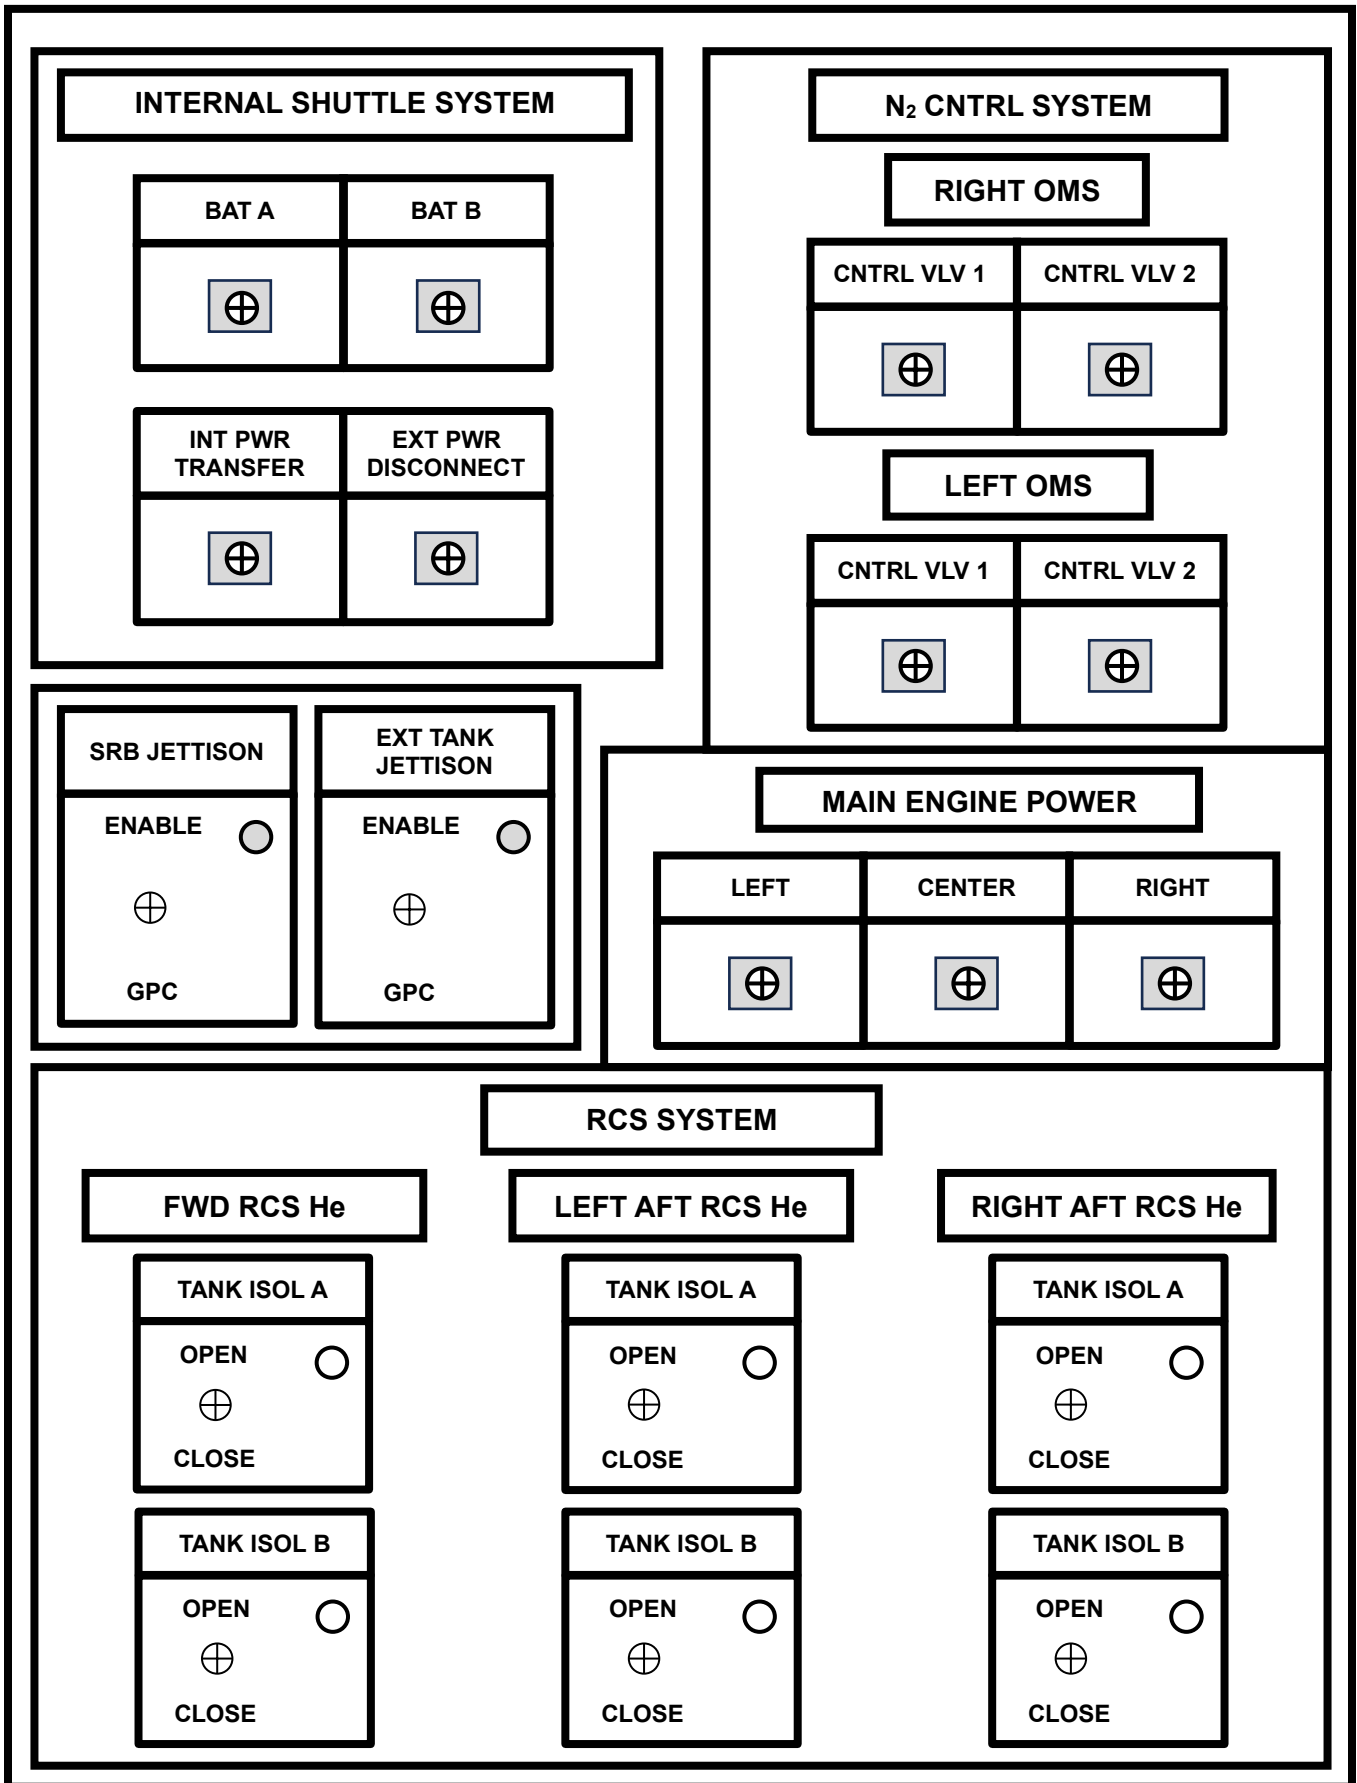 INTERNAL SHUTTLE SYSTEM
BAT A
BAT B
INT PWR
TRANSFER
EXT PWR
DISCONNECT
N₂ CNTRL SYSTEM
RIGHT OMS
CNTRL VLV 1
CNTRL VLV 2
LEFT OMS
CNTRL VLV 1
CNTRL VLV 2
SRB JETTISON
ENABLE
GPC
EXT TANK
JETTISON
ENABLE
GPC
MAIN ENGINE POWER
LEFT
CENTER
RIGHT
RCS SYSTEM
FWD RCS He
TANK ISOL A
OPEN
CLOSE
TANK ISOL B
OPEN
CLOSE
LEFT AFT RCS He
TANK ISOL A
OPEN
CLOSE
TANK ISOL B
OPEN
CLOSE
RIGHT AFT RCS He
TANK ISOL A
OPEN
CLOSE
TANK ISOL B
OPEN
CLOSE